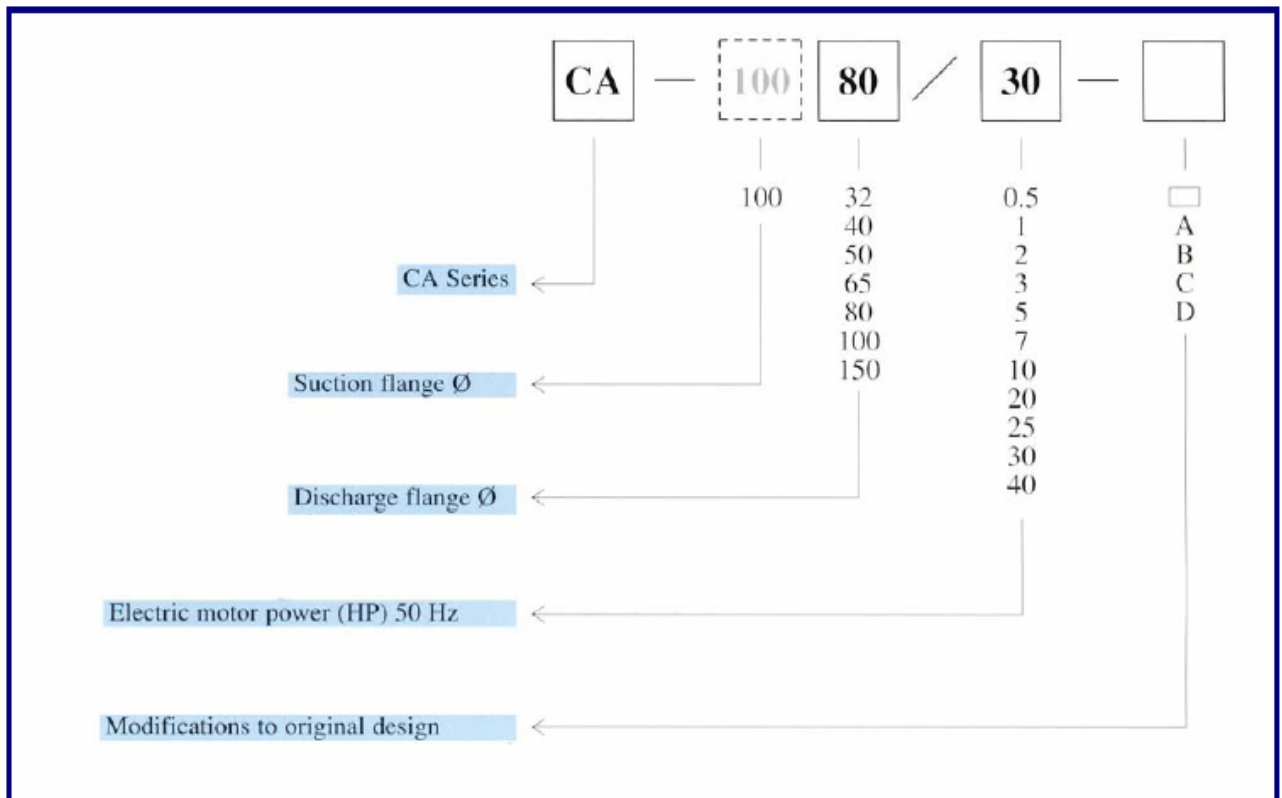 CA — 100 80 / 30 —
100 32 0.5
40 1 A
50 2 B
65 3 C
80 5 D
100 7
150 10
20
25
30
40
CA Series
Suction flange Ø
Discharge flange Ø
Electric motor power (HP) 50 Hz
Modifications to original design